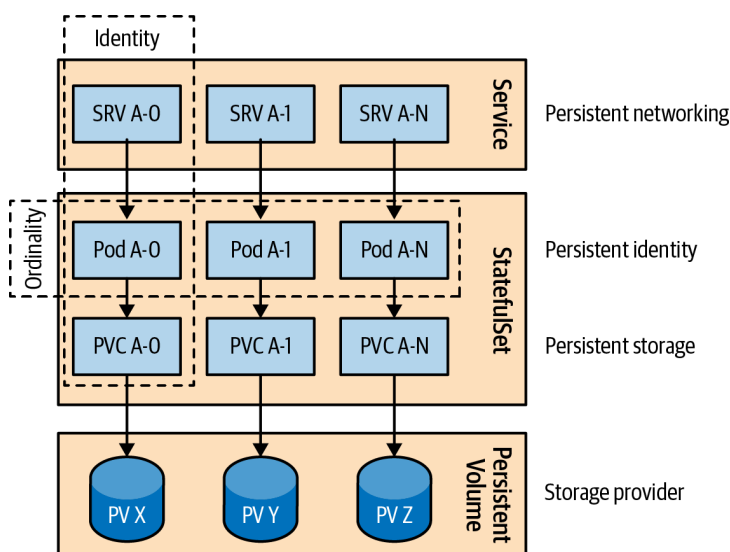 Identity
SRV A-0
SRV A-1
SRV A-N
Service
Persistent networking
Ordinality
Pod A-0
Pod A-1
Pod A-N
Persistent identity
StatefulSet
PVC A-0
PVC A-1
PVC A-N
Persistent storage
PV X
PV Y
PV Z
Persistent
Volume
Storage provider